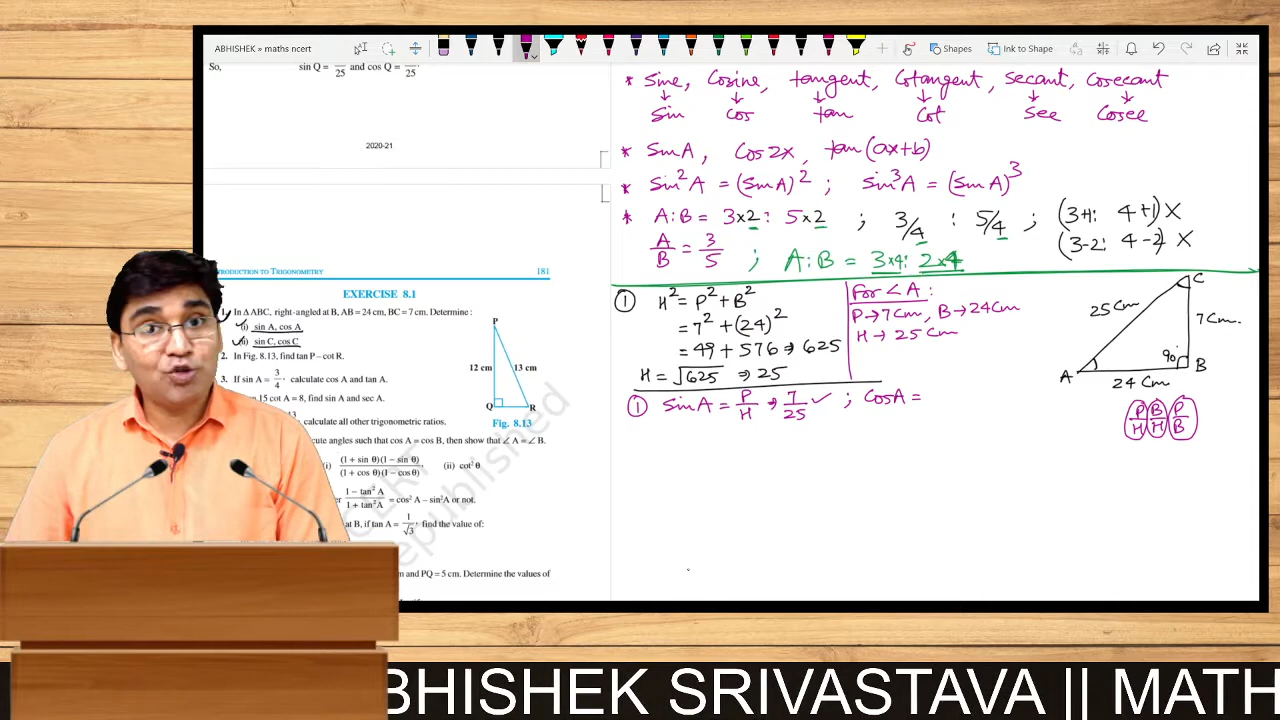 ABHISHEK » maths ncert
Shapes
Ink to Shape
So,
sin Q = /25 and cos Q = /25 .
2020-21
RODUCTION TO TRIGONOMETRY 181
EXERCISE 8.1
1. In Δ ABC, right-angled at B, AB = 24 cm, BC = 7 cm. Determine :
(i) sin A, cos A
(ii) sin C, cos C
2. In Fig. 8.13, find tan P – cot R.
3. If sin A = 3/4, calculate cos A and tan A.
15 cot A = 8, find sin A and sec A.
13
calculate all other trigonometric ratios.
cute angles such that cos A = cos B, then show that ∠ A = ∠ B.
(i) (1 + sin θ)(1 – sin θ)/(1 + cos θ)(1 – cos θ), (ii) cot² θ
er 1 – tan² A/1 + tan² A = cos² A – sin² A or not.
at B, if tan A = 1/√3, find the value of:
m and PQ = 5 cm. Determine the values of
P
12 cm
13 cm
Q
R
Fig. 8.13
republished
* Sine, Cosine, tangent, Cotangent, Secant, Cosecant
↓ ↓ ↓ ↓ ↓ ↓
Sin Cos tan Cot Sec Cosec
* SinA, Cos2x, tan(ax+b)
* Sin²A = (SinA)² ; Sin³A = (SinA)³
* A:B = 3×2 : 5×2 ; 3/4 : 5/4 ; (3+1 : 4+1) X
(3-2 : 4-2) X
A/B = 3/5 ; A:B = 3×4 : 2×4
① H² = P² + B²
= 7² + (24)²
= 49 + 576 ⇒ 625
H = √625 ⇒ 25
For ∠A :
P → 7cm, B → 24cm
H → 25cm
① SinA = P/H ⇒ 7/25 ✓ ; CosA =
C
25cm
7cm.
90°
A
B
24 cm
P/H B/H P/B
ABHISHEK SRIVASTAVA || MATH